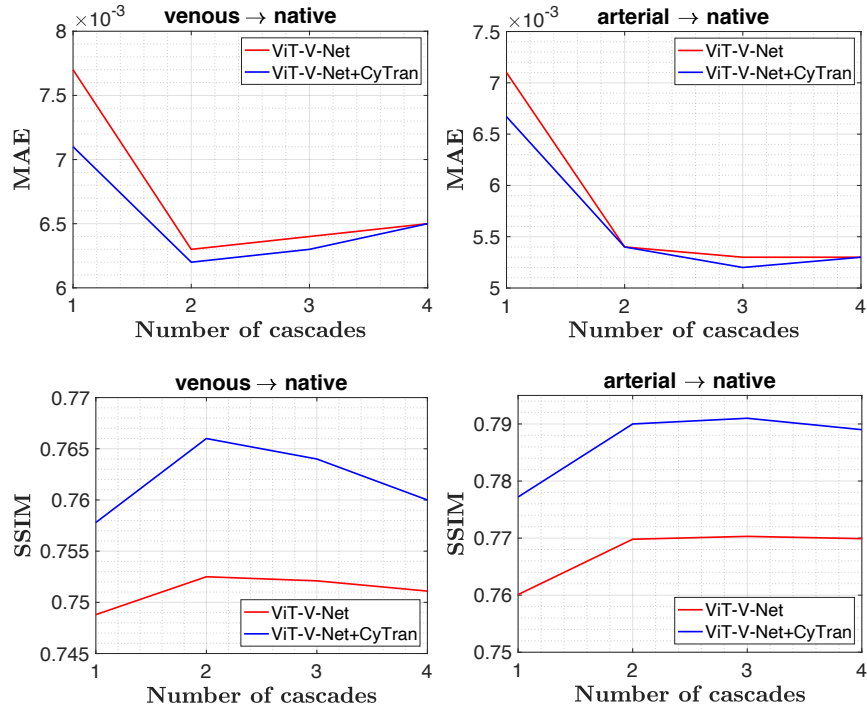 venous → native
×10⁻³
8
7.5
7
6.5
6
MAE
ViT-V-Net
ViT-V-Net+CyTran
1 2 3 4
Number of cascades
arterial → native
×10⁻³
7.5
7
6.5
6
5.5
5
MAE
ViT-V-Net
ViT-V-Net+CyTran
1 2 3 4
Number of cascades
venous → native
0.77
0.765
0.76
0.755
0.75
0.745
SSIM
ViT-V-Net
ViT-V-Net+CyTran
1 2 3 4
Number of cascades
arterial → native
0.79
0.78
0.77
0.76
0.75
SSIM
ViT-V-Net
ViT-V-Net+CyTran
1 2 3 4
Number of cascades